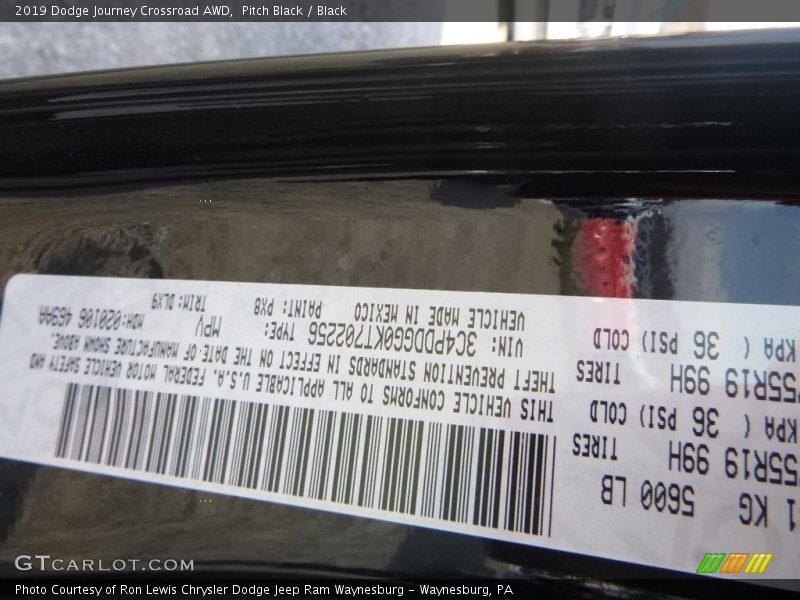 2019 Dodge Journey Crossroad AWD, Pitch Black / Black
1 KG 5600 LB
55R19 99H TIRES
KPA ( 36 PSI) COLD
55R19 99H TIRES
KPA ( 36 PSI) COLD
THIS VEHICLE CONFORMS TO ALL APPLICABLE U.S.A. FEDERAL MOTOR VEHICLE SAFETY AND
THEFT PREVENTION STANDARDS IN EFFECT ON THE DATE OF MANUFACTURE SHOWN ABOVE.
VIN: 3C4PDDGG0KT702256 TYPE: MPV MDH:020106 469AA
VEHICLE MADE IN MEXICO PAINT: PX8 TRIM:DLX9
GTCARLOT.COM
Photo Courtesy of Ron Lewis Chrysler Dodge Jeep Ram Waynesburg - Waynesburg, PA